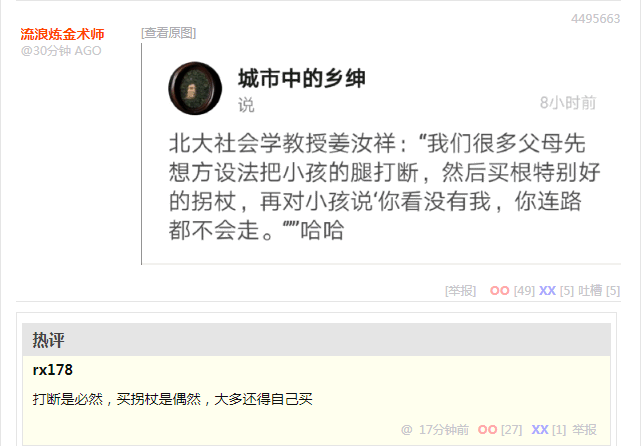 4495663
流浪炼金术师 [查看原图]
@30分钟 AGO
城市中的乡绅
说 8小时前
北大社会学教授姜汝祥：“我们很多父母先
想方设法把小孩的腿打断，然后买根特别好
的拐杖，再对小孩说‘你看没有我，你连路
都不会走。’”“哈哈
[举报] OO [49] XX [5] 吐槽 [5]
热评
rx178
打断是必然，买拐杖是偶然，大多还得自己买
@ 17分钟前 OO [27] XX [1] 举报